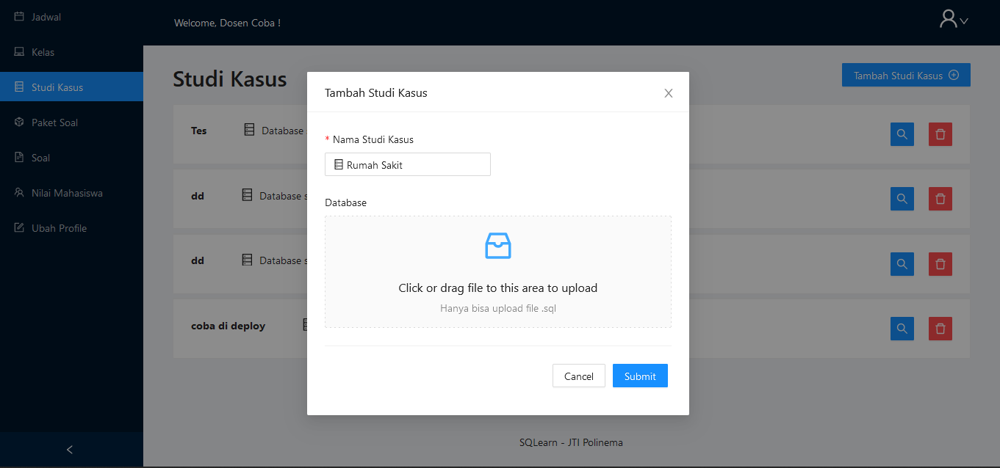 Jadwal
Kelas
Studi Kasus
Paket Soal
Soal
Nilai Mahasiswa
Ubah Profile
Welcome, Dosen Coba !
Studi Kasus
Tambah Studi Kasus
Tes Database
dd Database s
dd Database s
coba di deploy
Tambah Studi Kasus
* Nama Studi Kasus
Rumah Sakit
Database
Click or drag file to this area to upload
Hanya bisa upload file .sql
Cancel Submit
SQLearn - JTI Polinema